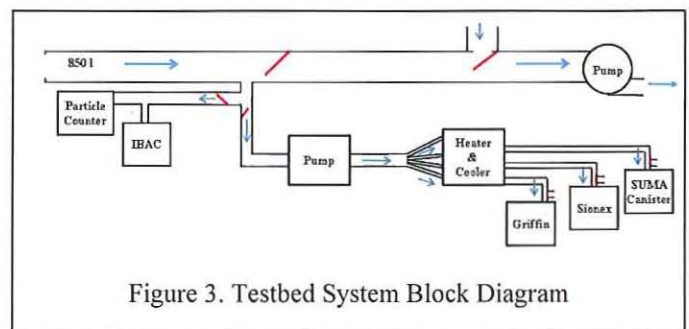 8501
Pump
Particle
Counter
IBAC
Pump
Heater
&
Cooler
SUMA
Canister
Sionex
Griffin
Figure 3. Testbed System Block Diagram